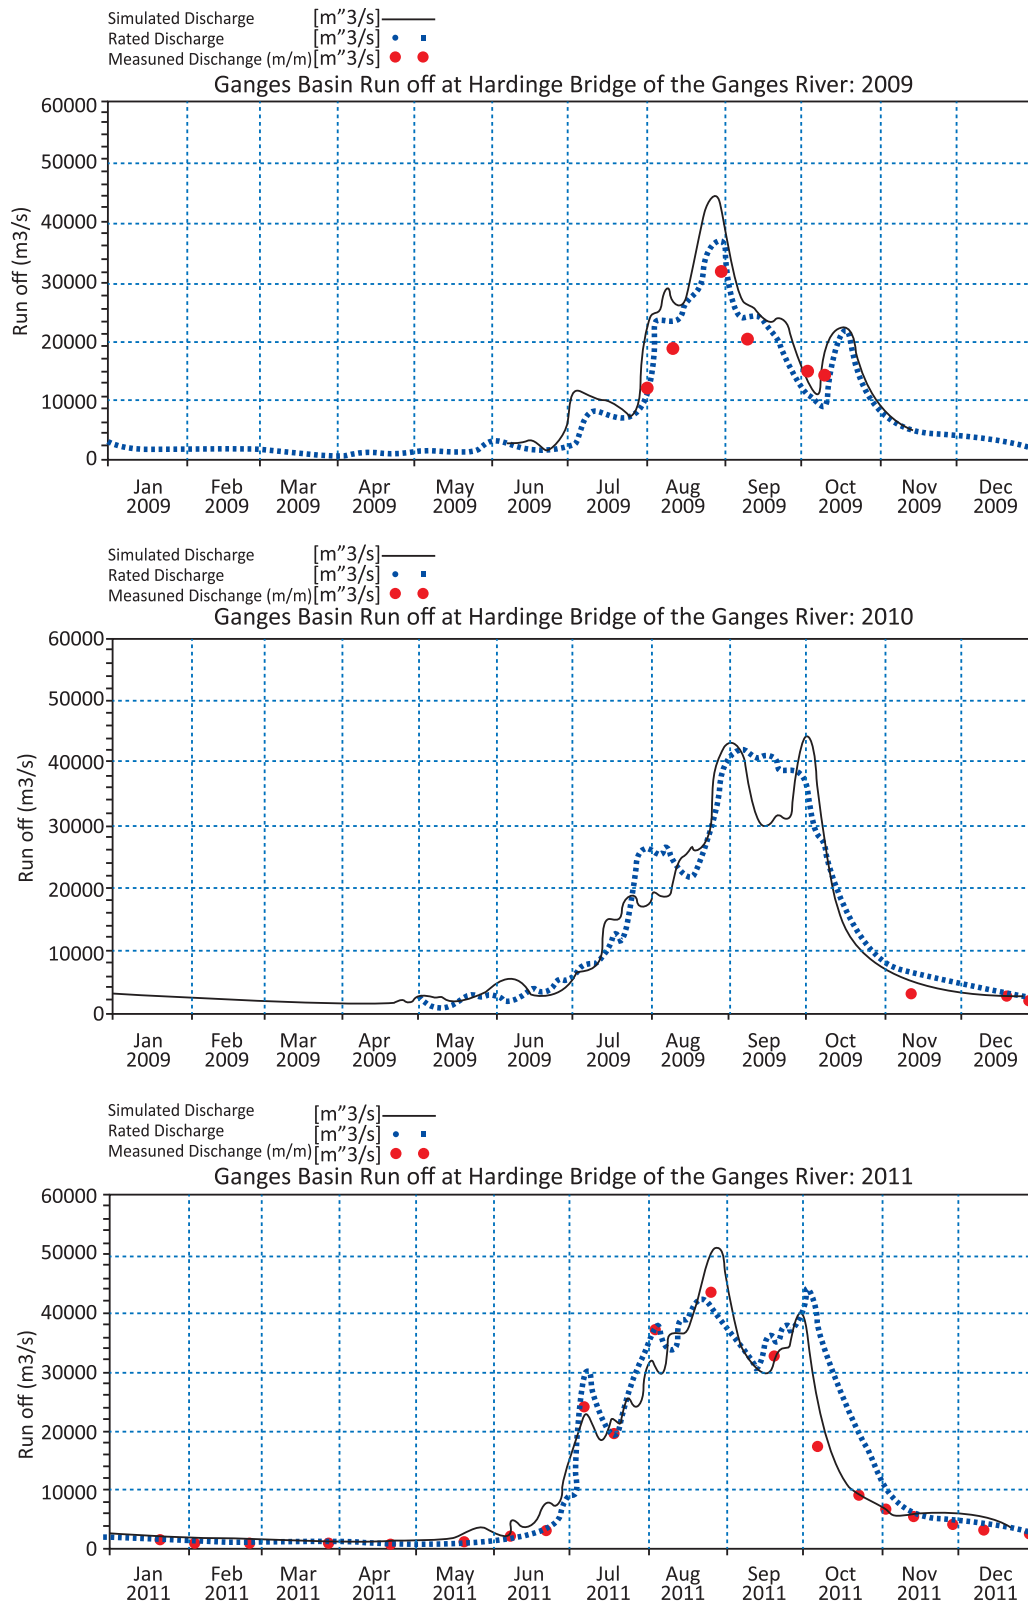 Simulated Discharge [m”3/s]
Rated Discharge [m”3/s]
Measuned Dischange (m/m) [m”3/s]
Ganges Basin Run off at Hardinge Bridge of the Ganges River: 2009
60000
50000
40000
30000
20000
10000
0
Run off (m3/s)
Jan Feb Mar Apr May Jun Jul Aug Sep Oct Nov Dec
2009 2009 2009 2009 2009 2009 2009 2009 2009 2009 2009 2009
Simulated Discharge [m”3/s]
Rated Discharge [m”3/s]
Measuned Dischange (m/m) [m”3/s]
Ganges Basin Run off at Hardinge Bridge of the Ganges River: 2010
60000
50000
40000
30000
20000
10000
0
Run off (m3/s)
Jan Feb Mar Apr May Jun Jul Aug Sep Oct Nov Dec
2009 2009 2009 2009 2009 2009 2009 2009 2009 2009 2009 2009
Simulated Discharge [m”3/s]
Rated Discharge [m”3/s]
Measuned Dischange (m/m) [m”3/s]
Ganges Basin Run off at Hardinge Bridge of the Ganges River: 2011
60000
50000
40000
30000
20000
10000
0
Run off (m3/s)
Jan Feb Mar Apr May Jun Jul Aug Sep Oct Nov Dec
2011 2011 2011 2011 2011 2011 2011 2011 2011 2011 2011 2011